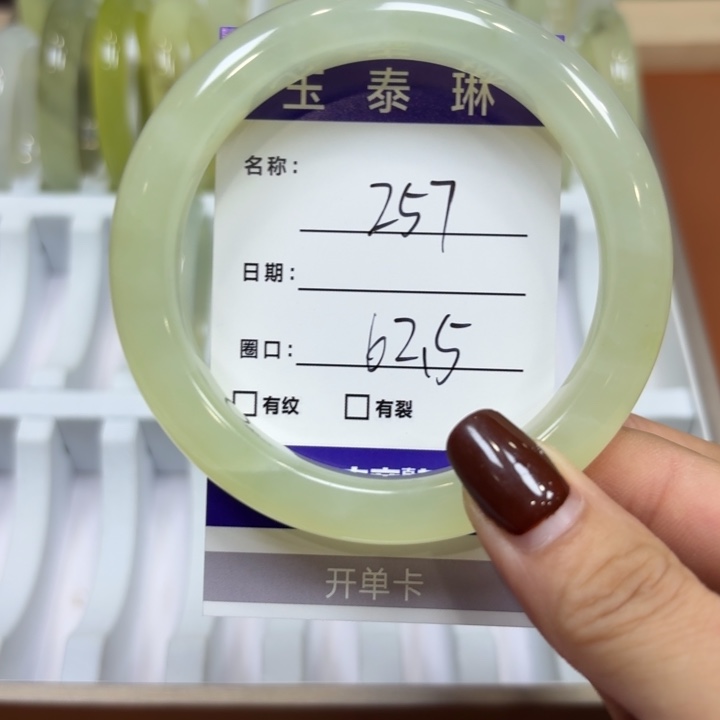 玉泰琳
名称: 257
日期:
圈口: 62.5
有纹 有裂
开单卡